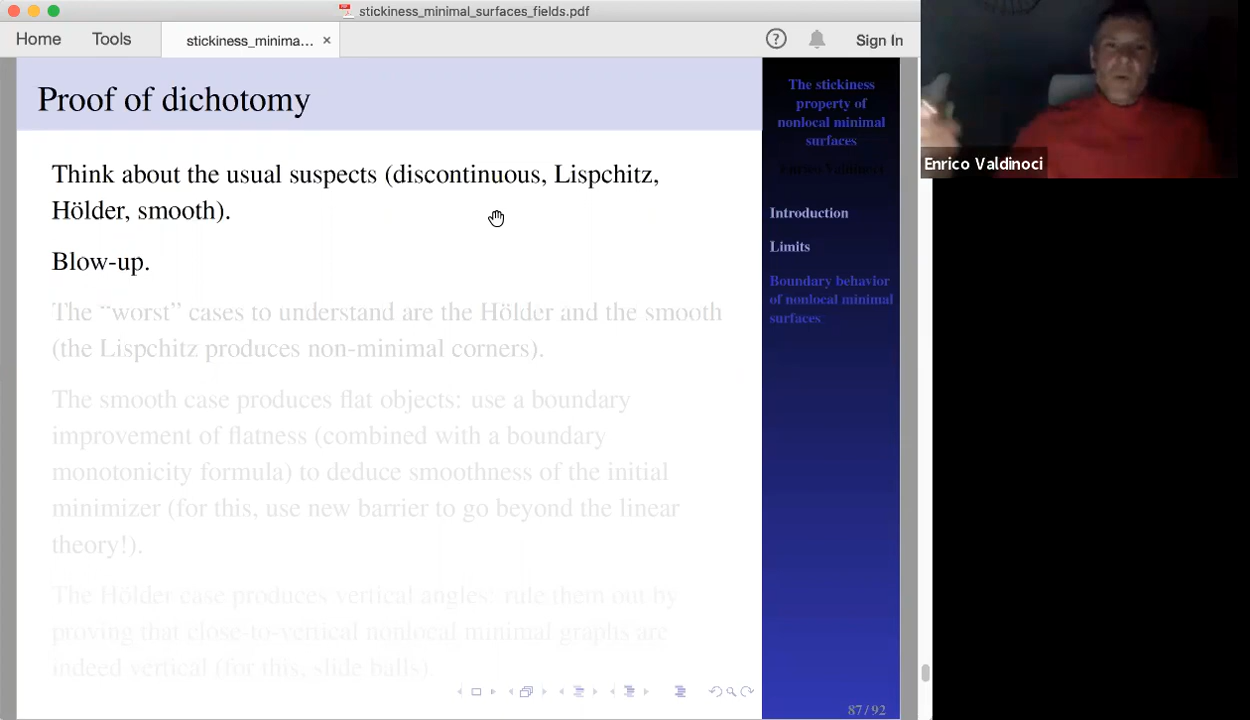 stickiness_minimal_surfaces_fields.pdf
Home Tools stickiness_minima... × ? Sign In
Proof of dichotomy
Think about the usual suspects (discontinuous, Lispchitz,
Hölder, smooth).
Blow-up.
The “worst” cases to understand are the Hölder and the smooth
(the Lispchitz produces non-minimal corners).
The smooth case produces flat objects: use a boundary
improvement of flatness (combined with a boundary
monotonicity formula) to deduce smoothness of the initial
minimizer (for this, use new barrier to go beyond the linear
theory!).
The Hölder case produces vertical angles: rule them out by
proving that close-to-vertical nonlocal minimal graphs are
indeed vertical (for this, slide balls)
The stickiness
property of
nonlocal minimal
surfaces
Enrico Valdinoci
Introduction
Limits
Boundary behavior
of nonlocal minimal
surfaces
87 / 92
Enrico Valdinoci